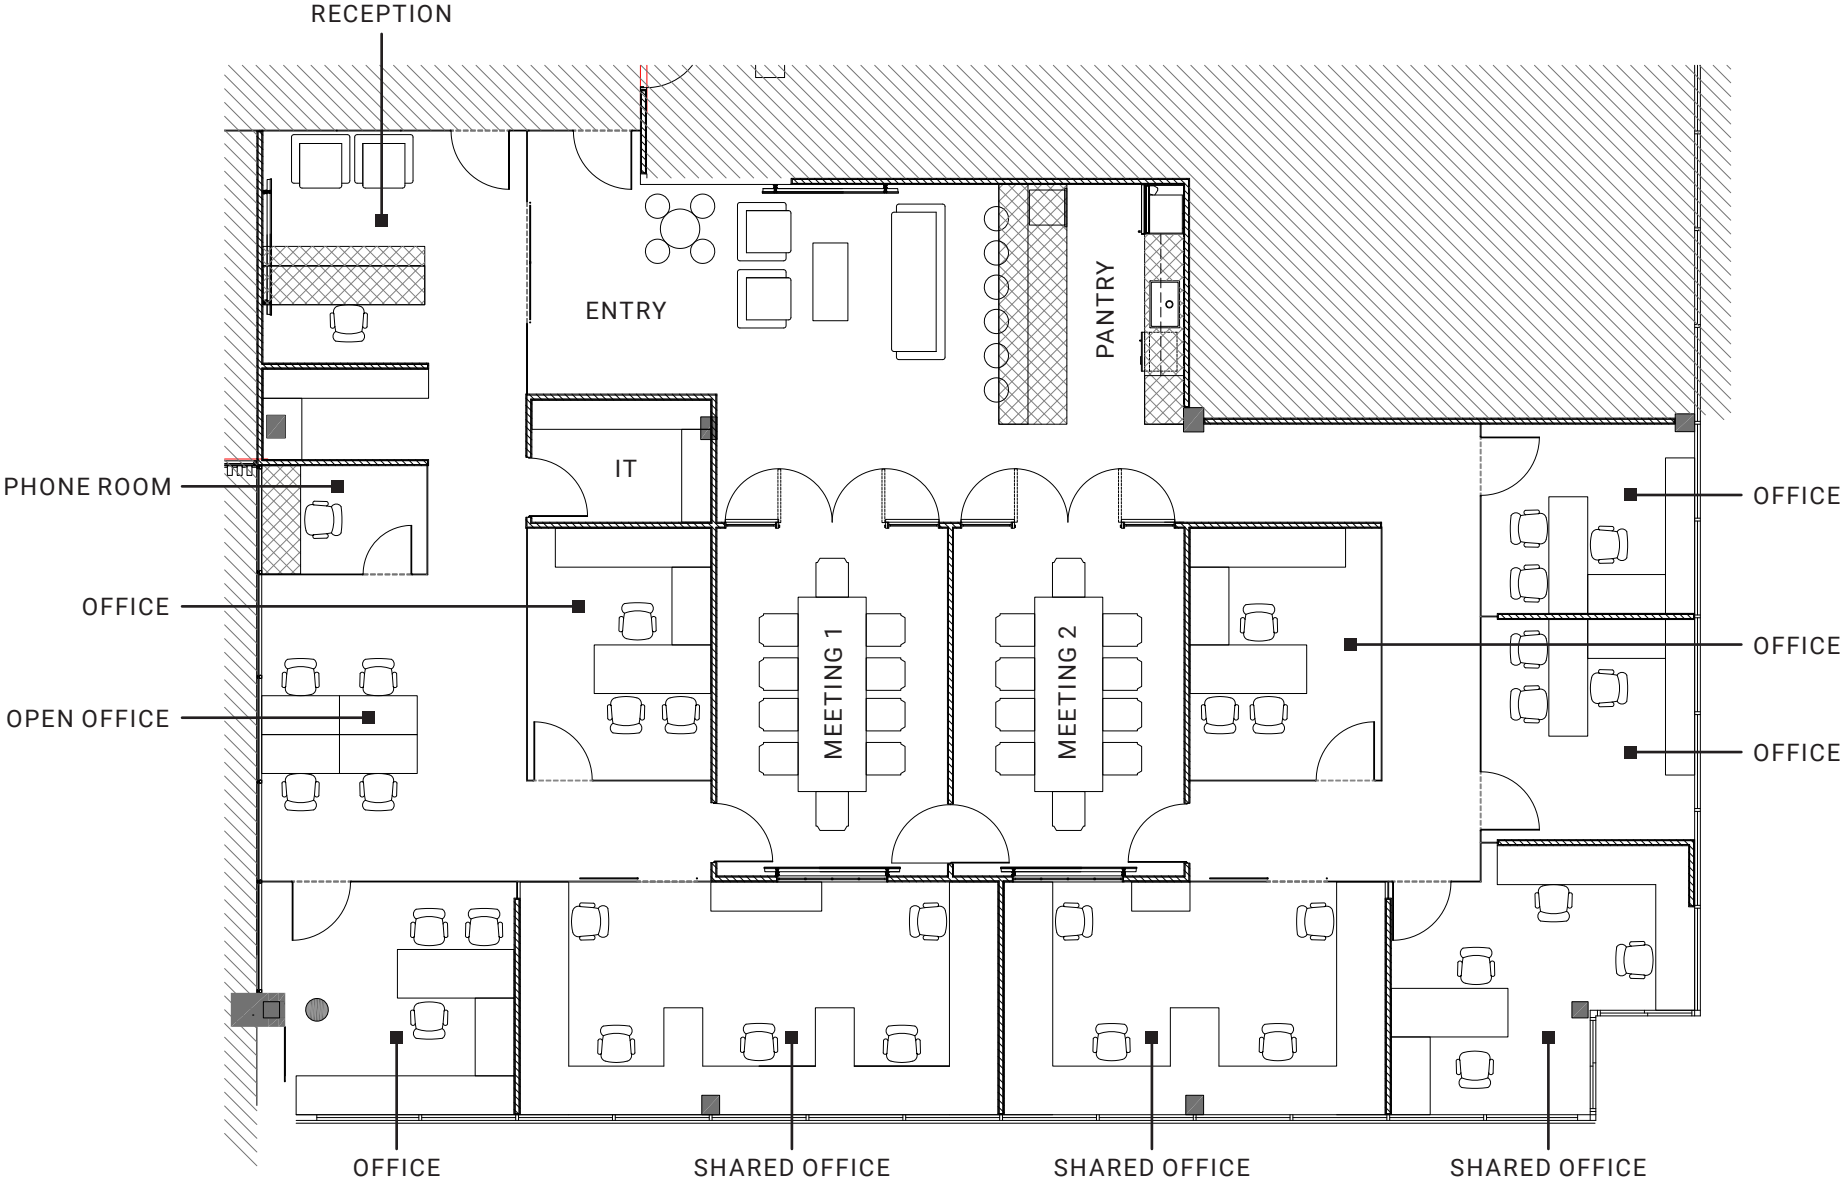 RECEPTION
ENTRY
PANTRY
IT
PHONE ROOM
OFFICE
OFFICE
MEETING 1
MEETING 2
OFFICE
OPEN OFFICE
OFFICE
OFFICE
SHARED OFFICE
SHARED OFFICE
SHARED OFFICE